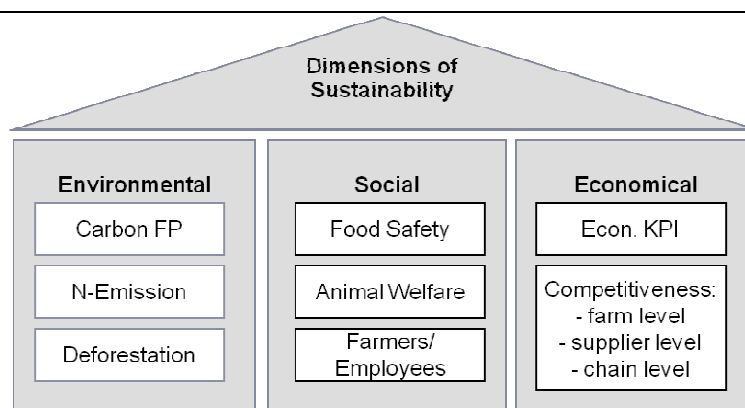 Dimensions of
Sustainability
Environmental
Carbon FP
N-Emission
Deforestation
Social
Food Safety
Animal Welfare
Farmers/
Employees
Economical
Econ. KPI
Competitiveness:
- farm level
- supplier level
- chain level